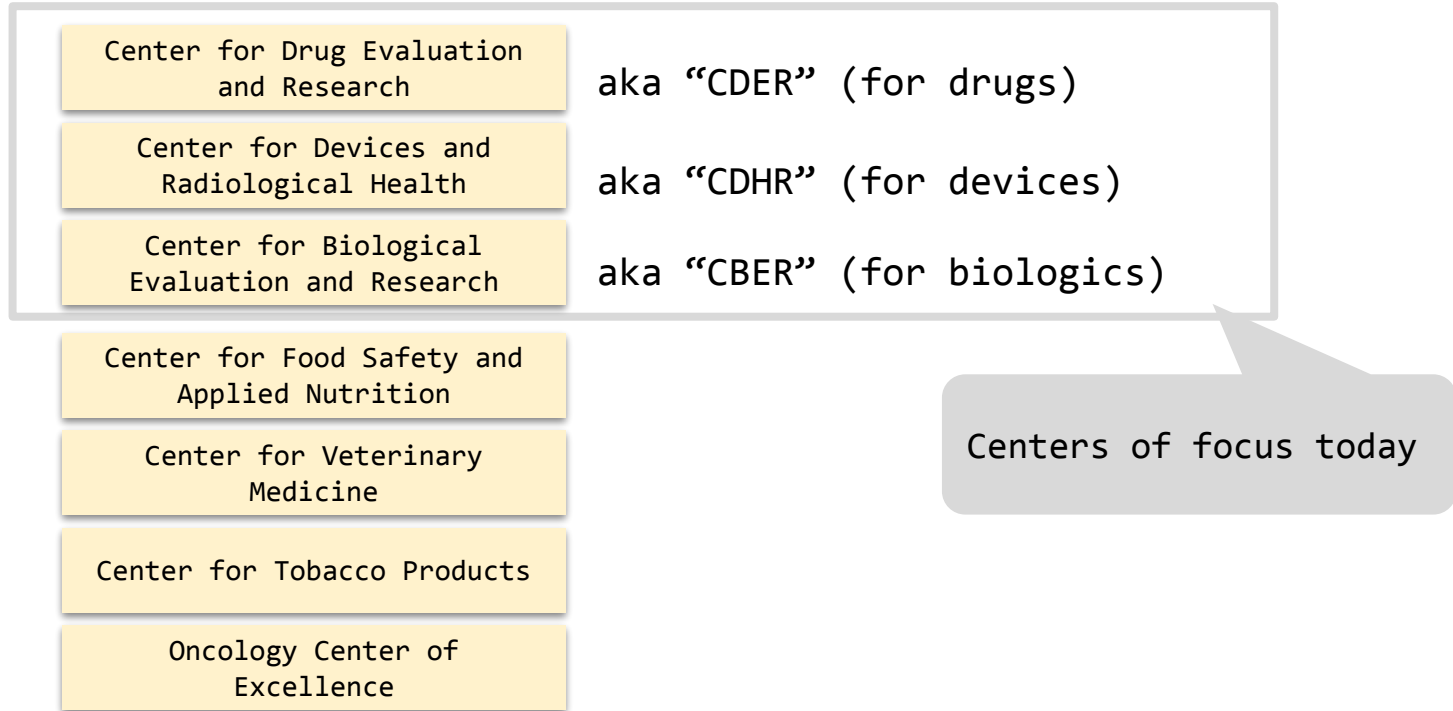 Center for Drug Evaluation
and Research
aka “CDER” (for drugs)
Center for Devices and
Radiological Health
aka “CDHR” (for devices)
Center for Biological
Evaluation and Research
aka “CBER” (for biologics)
Center for Food Safety and
Applied Nutrition
Center for Veterinary
Medicine
Centers of focus today
Center for Tobacco Products
Oncology Center of
Excellence